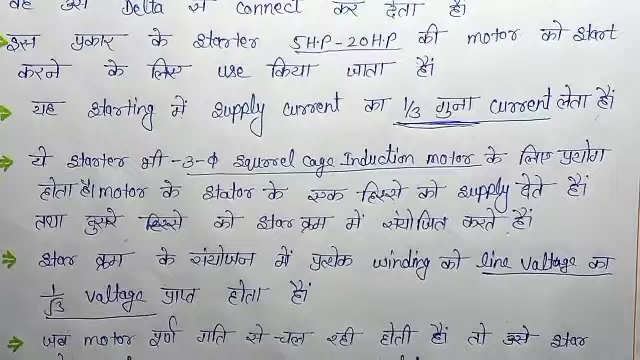 वह उसे Delta से connect कर देता है।
इस प्रकार के starter 5H.P - 20H.P की motor को start
करने के लिए use किया जाता है।
यह starting में supply current का 1/3 गुना current लेता है।
ये starter भी - 3-ɸ Squirrel cage Induction motor के लिए प्रयोग
होता है। motor के stator के एक हिस्से को supply देते है।
तथा दुसरे हिस्से को star क्रम में संयोजित करते है।
star क्रम के संयोजन में प्रत्येक winding को line valtage का
1/√3 valtage प्राप्त होता है।
जब motor पूर्ण गति से चल रही होती है। तो उसे star